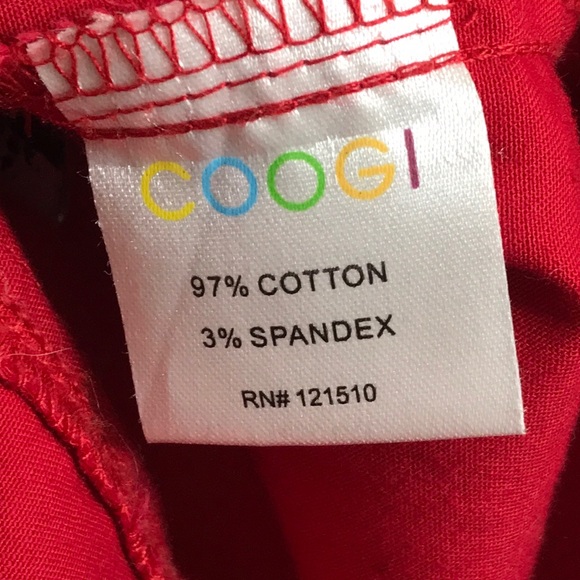 COOGI
97% COTTON
3% SPANDEX
RN# 121510